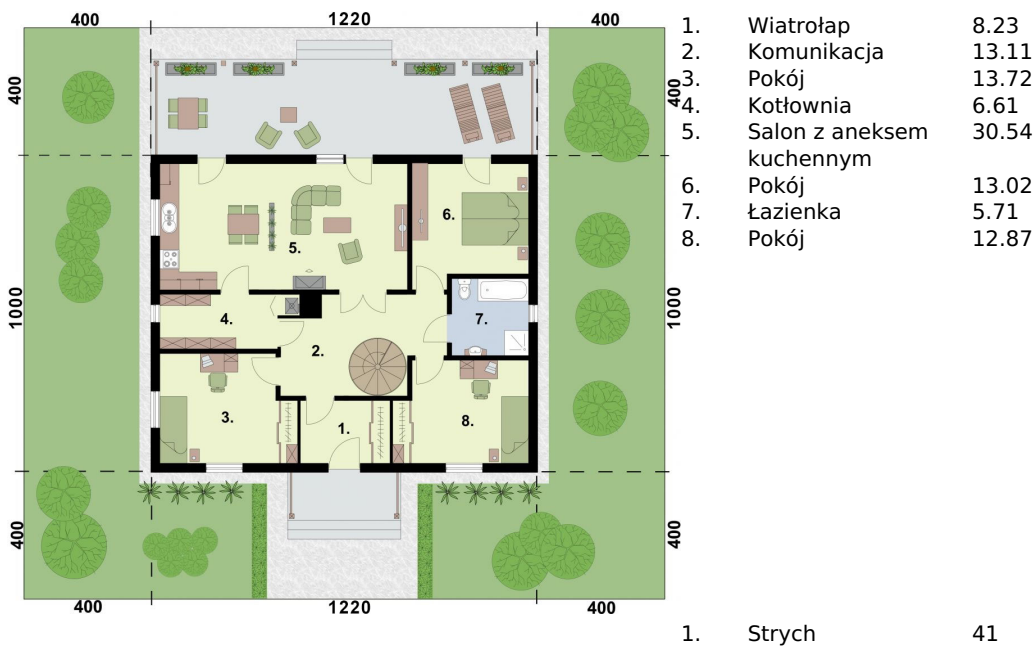 400 1220 400
400 400
1000 1000
400 400
400 1220 400
5.
6.
4.
7.
2.
3.
1.
8.
1. Wiatrołap 8.23
2. Komunikacja 13.11
3. Pokój 13.72
4. Kotłownia 6.61
5. Salon z aneksem 30.54
kuchennym
6. Pokój 13.02
7. Łazienka 5.71
8. Pokój 12.87
1. Strych 41